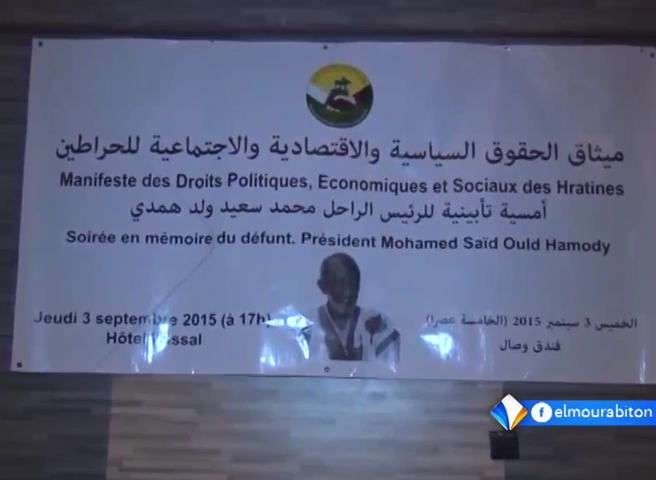 ميثاق الحقوق السياسية والاقتصادية والاجتماعية للحراطين
Manifeste des Droits Politiques, Economiques et Sociaux des Hratines
أمسية تأبينية للرئيس الراحل محمد سعيد ولد همدي
Soirée en mémoire du défunt. Président Mohamed Saïd Ould Hamody
Jeudi 3 septembre 2015 (à 17h)
Hôtel
الخميس 3 سبتمبر 2015 (الخامسة عصرا)
فندق وصال
elmourabiton